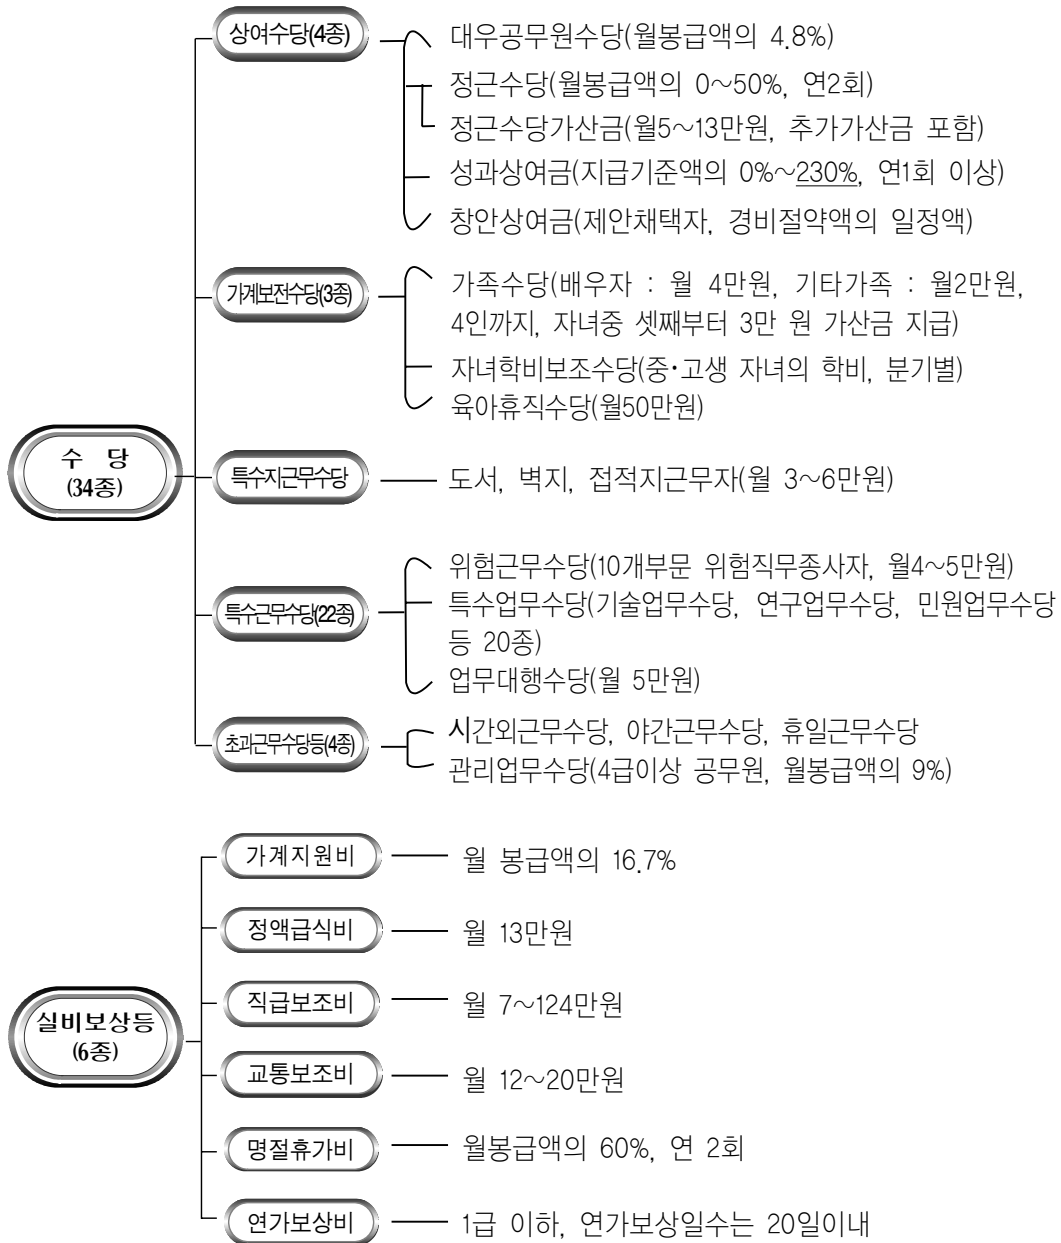 상여수당(4종)
대우공무원수당(월봉급액의 4.8%)
정근수당(월봉급액의 0~50%, 연2회)
정근수당가산금(월5~13만원, 추가가산금 포함)
성과상여금(지급기준액의 0%~230%, 연1회 이상)
창안상여금(제안채택자, 경비절약액의 일정액)
가계보전수당(3종)
가족수당(배우자 : 월 4만원, 기타가족 : 월2만원,
4인까지, 자녀중 셋째부터 3만 원 가산금 지급)
자녀학비보조수당(중·고생 자녀의 학비, 분기별)
육아휴직수당(월50만원)
수 당
(34종)
특수지근무수당
도서, 벽지, 접적지근무자(월 3~6만원)
특수근무수당(22종)
위험근무수당(10개부문 위험직무종사자, 월4~5만원)
특수업무수당(기술업무수당, 연구업무수당, 민원업무수당
등 20종)
업무대행수당(월 5만원)
초과근무수당등(4종)
시간외근무수당, 야간근무수당, 휴일근무수당
관리업무수당(4급이상 공무원, 월봉급액의 9%)
실비보상등
(6종)
가계지원비
월 봉급액의 16.7%
정액급식비
월 13만원
직급보조비
월 7~124만원
교통보조비
월 12~20만원
명절휴가비
월봉급액의 60%, 연 2회
연가보상비
1급 이하, 연가보상일수는 20일이내